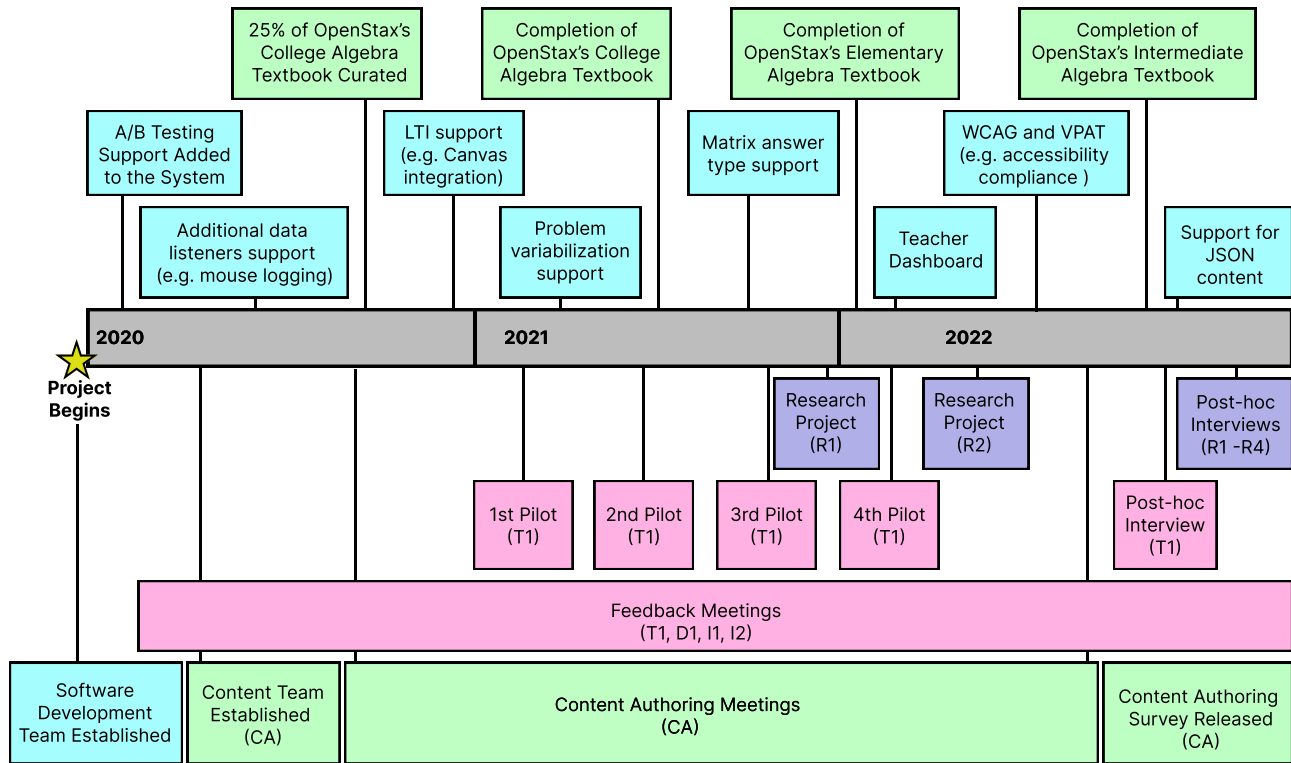 25% of OpenStax's
College Algebra
Textbook Curated
Completion of
OpenStax's College
Algebra Textbook
Completion of
OpenStax's Elementary
Algebra Textbook
Completion of
OpenStax's Intermediate
Algebra Textbook
A/B Testing
Support Added
to the System
LTI support
(e.g. Canvas
integration)
Matrix answer
type support
WCAG and VPAT
(e.g. accessibility
compliance )
Additional data
listeners support
(e.g. mouse logging)
Problem
variabilization
support
Teacher
Dashboard
Support for
JSON
content
2020
2021
2022
Project
Begins
Research
Project
(R1)
Research
Project
(R2)
Post-hoc
Interviews
(R1 -R4)
1st Pilot
(T1)
2nd Pilot
(T1)
3rd Pilot
(T1)
4th Pilot
(T1)
Post-hoc
Interview
(T1)
Feedback Meetings
(T1, D1, I1, I2)
Software
Development
Team Established
Content Team
Established
(CA)
Content Authoring Meetings
(CA)
Content Authoring
Survey Released
(CA)